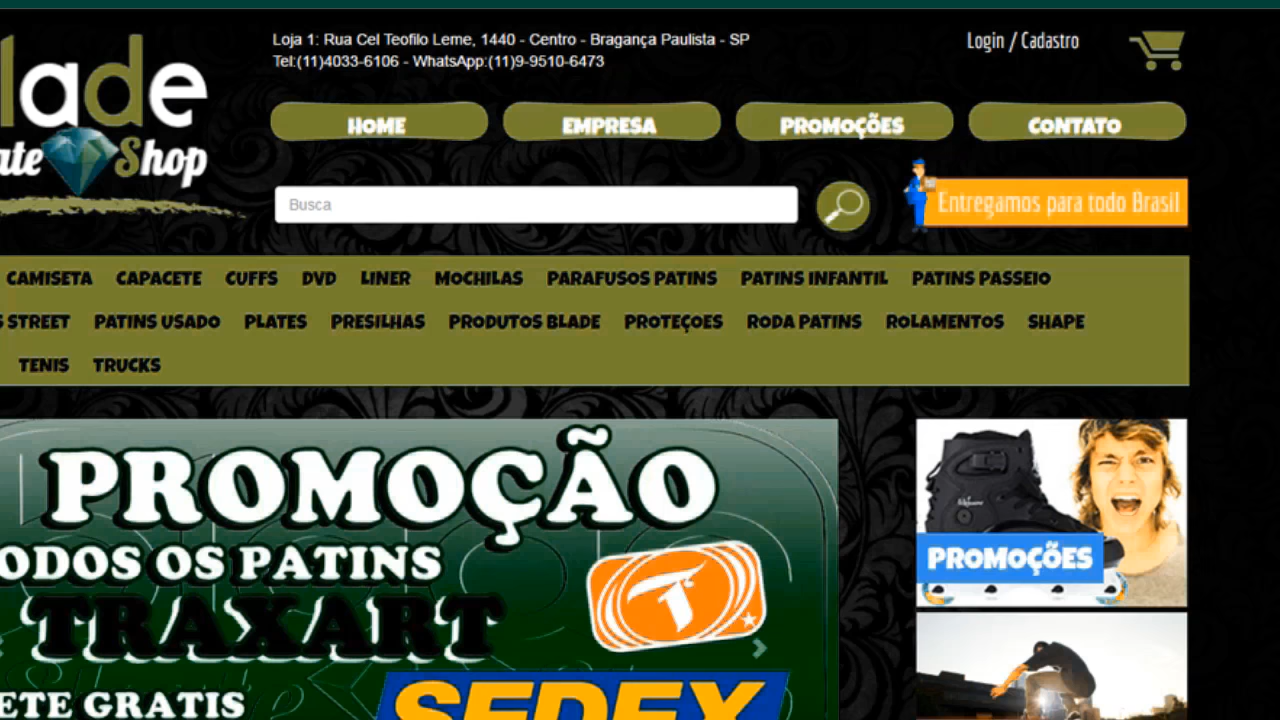 Loja 1: Rua Cel Teofilo Leme, 1440 - Centro - Bragança Paulista - SP
Tel:(11)4033-6106 - WhatsApp:(11)9-9510-6473
Login / Cadastro
lade
ate Shop
HOME EMPRESA PROMOÇÕES CONTATO
Busca
Entregamos para todo Brasil
CAMISETA CAPACETE CUFFS DVD LINER MOCHILAS PARAFUSOS PATINS PATINS INFANTIL PATINS PASSEIO
S STREET PATINS USADO PLATES PRESILHAS PRODUTOS BLADE PROTEÇOES RODA PATINS ROLAMENTOS SHAPE
TENIS TRUCKS
PROMOÇÃO
ODOS OS PATINS
TRAXART
T
ETE GRATIS
SEDEX
PROMOÇÕES